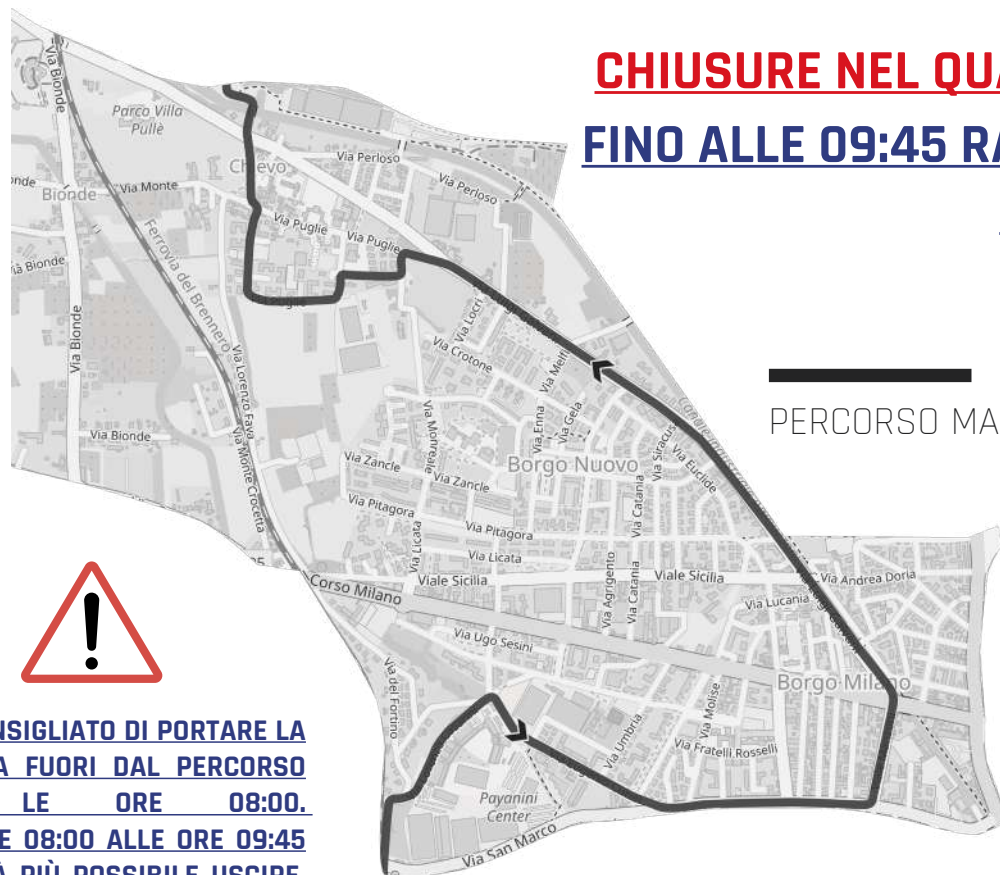 CHIUSURE NEL QUA
FINO ALLE 09:45 RA
PERCORSO MA
NSIGLIATO DI PORTARE LA
A FUORI DAL PERCORSO
LE ORE 08:00.
E 08:00 ALLE ORE 09:45
À PIÙ POSSIBILE USCIRE
Via Bionde
Parco Villa
Pullè
Chievo
Via Perloso
Via Perloso
Via Monte
Bionde
Via Puglie
Via Puglie
Via Bionde
Ferrovia del Brennero
Via Bionde
Via Locri
Via Crotone
Via Melfi
Via Lorenzo Fava
Via Monreale
Via Enna
Via Gela
Via Siracusa
Via Euclide
Via Bionde
Via Monte Crocetta
Via Zancle
Via Zancle
Borgo Nuovo
Via Catania
Via Pitagora
Via Pitagora
Via Licata
Via Licata
Viale Sicilia
Viale Sicilia
Via Andrea Doria
Corso Milano
Via Agrigento
Via Catania
Via Lucania
Via Ugo Sesini
Borgo Milano
Via del Fortino
Via Molise
Via Umbria
Via Fratelli Rosselli
Payanini
Center
Via San Marco